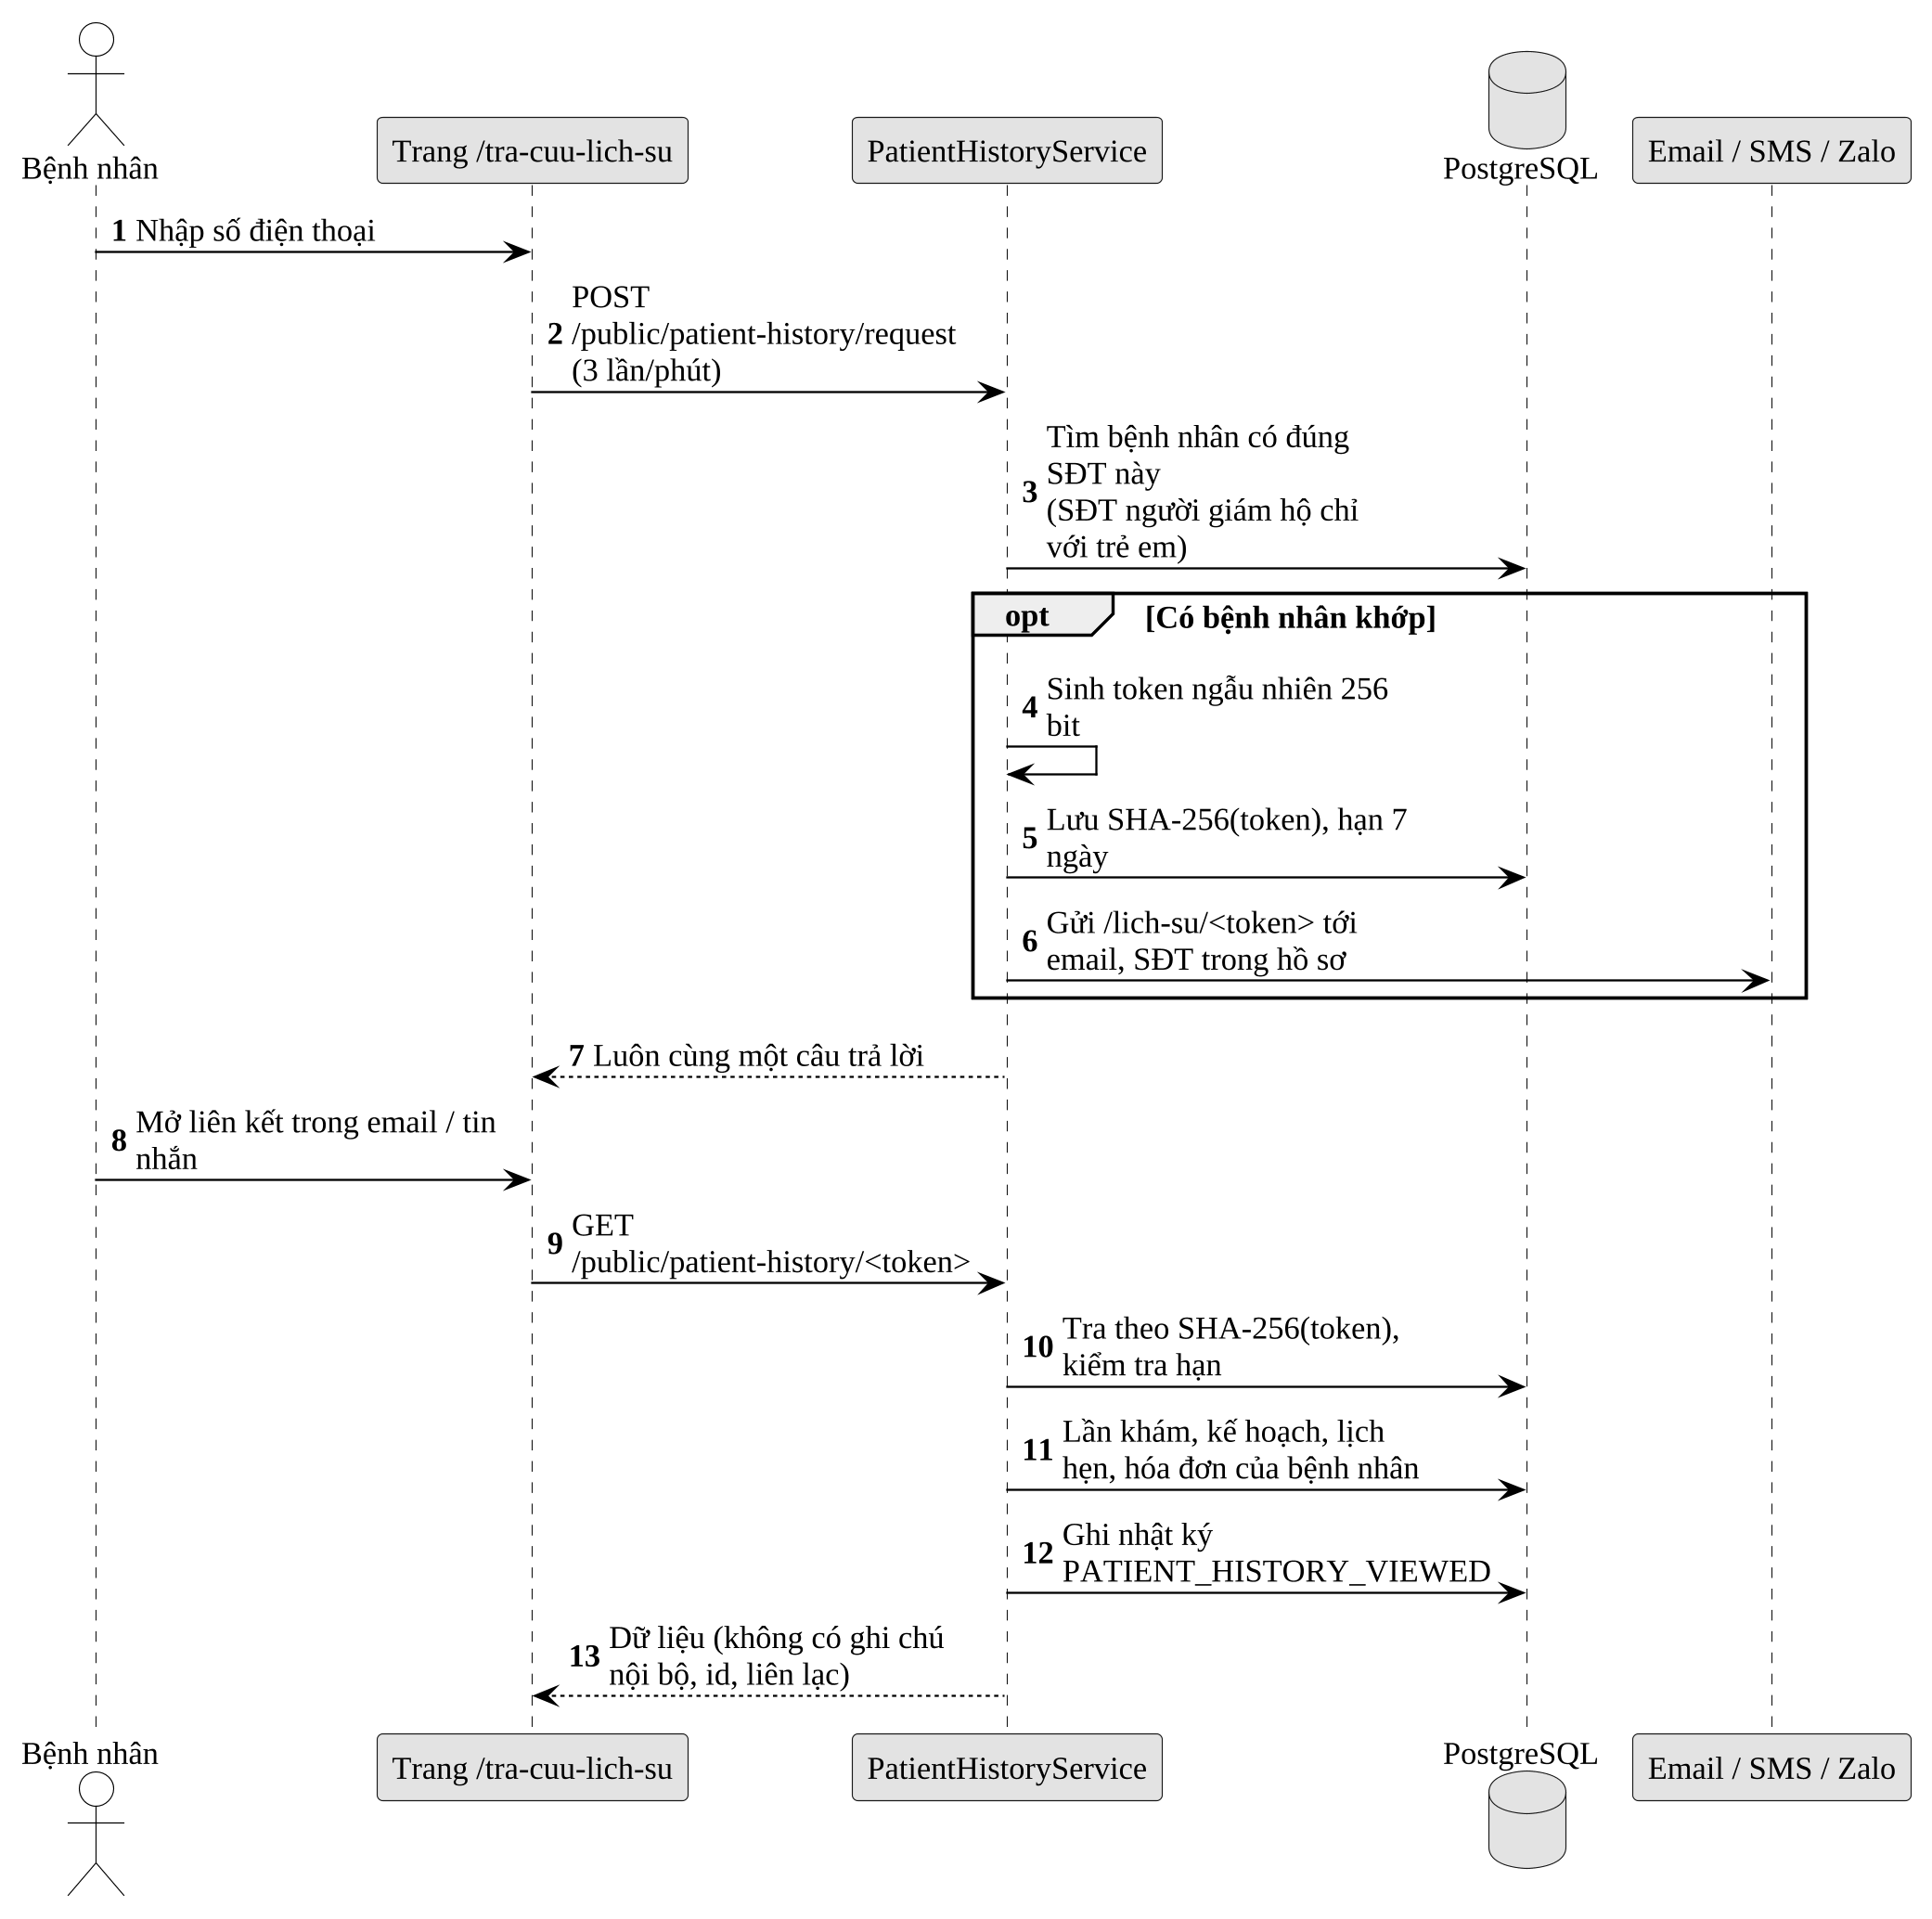 Bệnh nhân
Trang /tra-cuu-lich-su
PatientHistoryService
PostgreSQL
Email / SMS / Zalo
1 Nhập số điện thoại
POST
2 /public/patient-history/request
(3 lần/phút)
Tìm bệnh nhân có đúng
SĐT này
3
(SĐT người giám hộ chỉ
với trẻ em)
opt [Có bệnh nhân khớp]
4 Sinh token ngẫu nhiên 256
bit
5 Lưu SHA-256(token), hạn 7
ngày
6 Gửi /lich-su/<token> tới
email, SĐT trong hồ sơ
7 Luôn cùng một câu trả lời
8 Mở liên kết trong email / tin
nhắn
9 GET
/public/patient-history/<token>
10 Tra theo SHA-256(token),
kiểm tra hạn
11 Lần khám, kế hoạch, lịch
hẹn, hóa đơn của bệnh nhân
12 Ghi nhật ký
PATIENT_HISTORY_VIEWED
13 Dữ liệu (không có ghi chú
nội bộ, id, liên lạc)
Bệnh nhân
Trang /tra-cuu-lich-su
PatientHistoryService
PostgreSQL
Email / SMS / Zalo